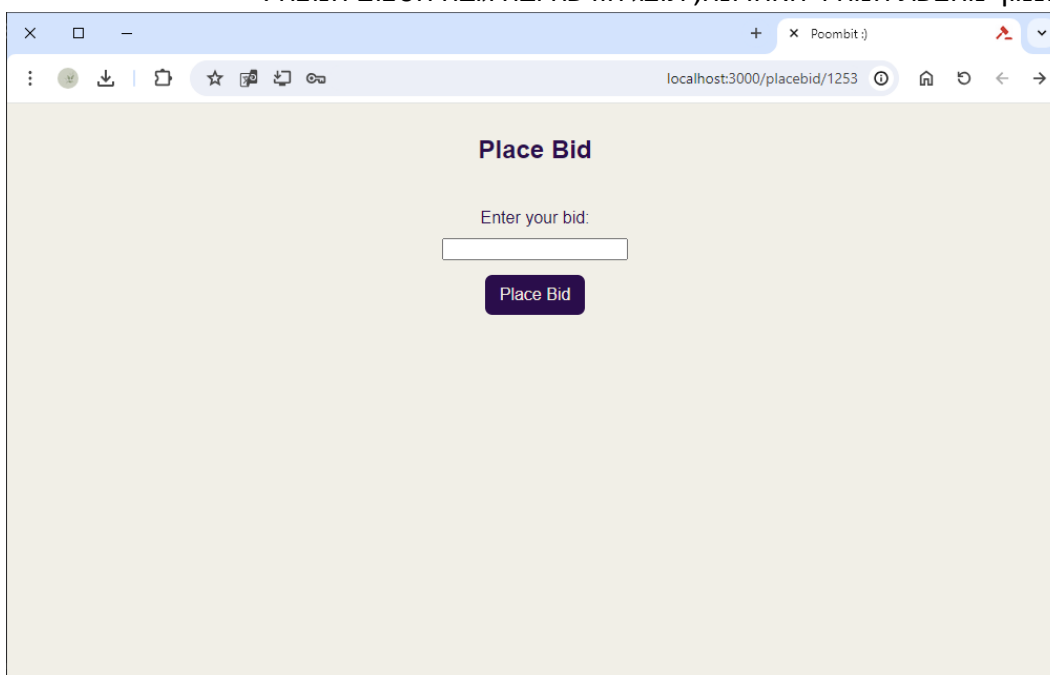 Poombit :)
localhost:3000/placebid/1253
Place Bid
Enter your bid:
Place Bid